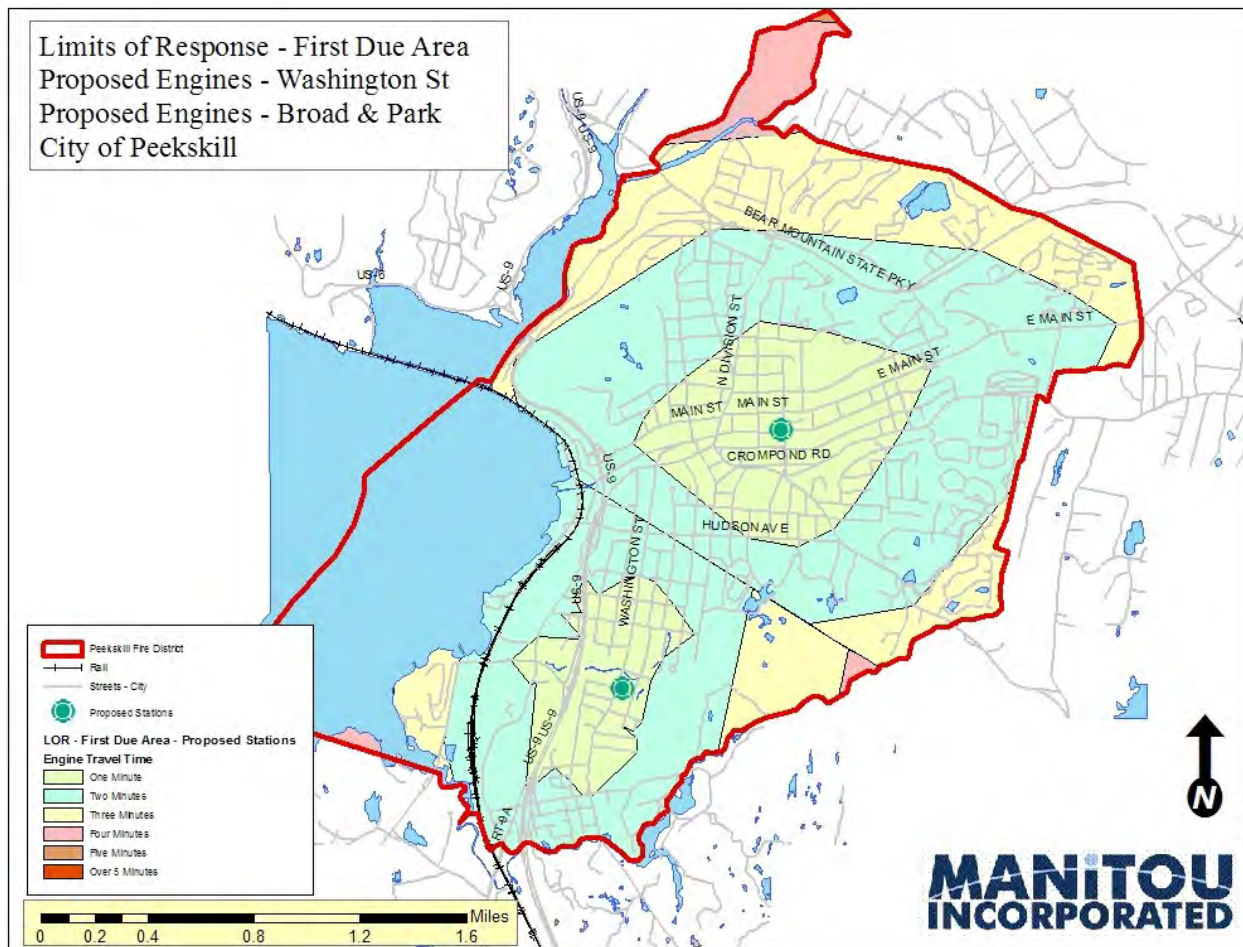 Limits of Response - First Due Area
Proposed Engines - Washington St
Proposed Engines - Broad & Park
City of Peekskill
US-9 US-9
BEAR MOUNTAIN STATE PKY
US-6
US-9
N DIVISION ST
E MAIN ST
E MAIN ST
MAIN ST
MAIN ST
CROMPOND RD
US-9
HUDSON AVE
WASHINGTON ST
US-9
US-9 US-9
RT-9A
Peekskill Fire District
Rail
Streets - City
Proposed Stations
LOR - First Due Area - Proposed Stations
Engine Travel Time
One Minute
Two Minutes
Three Minutes
Four Minutes
Five Minutes
Over 5 Minutes
Miles
0 0.2 0.4 0.8 1.2 1.6
N
MANiTOU
INCORPORATED